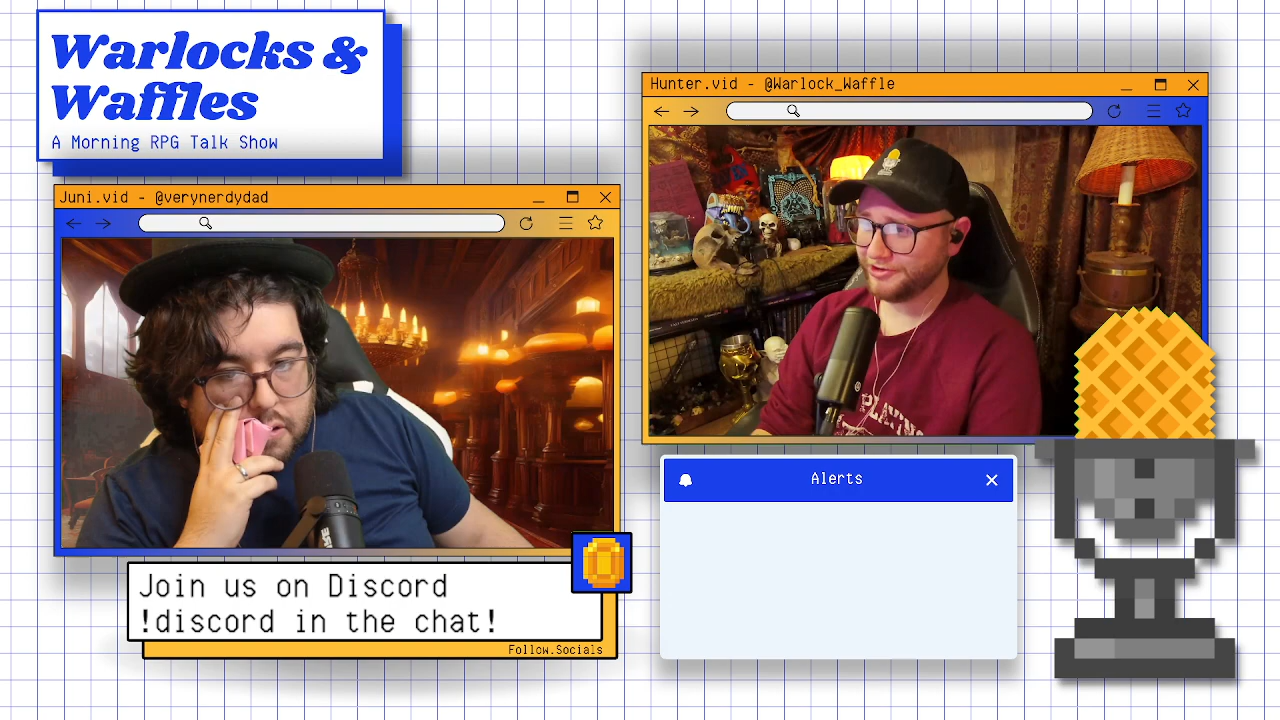 Warlocks &
Waffles
A Morning RPG Talk Show
Juni.vid - @verynerdydad
Hunter.vid - @Warlock_Waffle
Alerts
Join us on Discord
!discord in the chat!
Follow.Socials